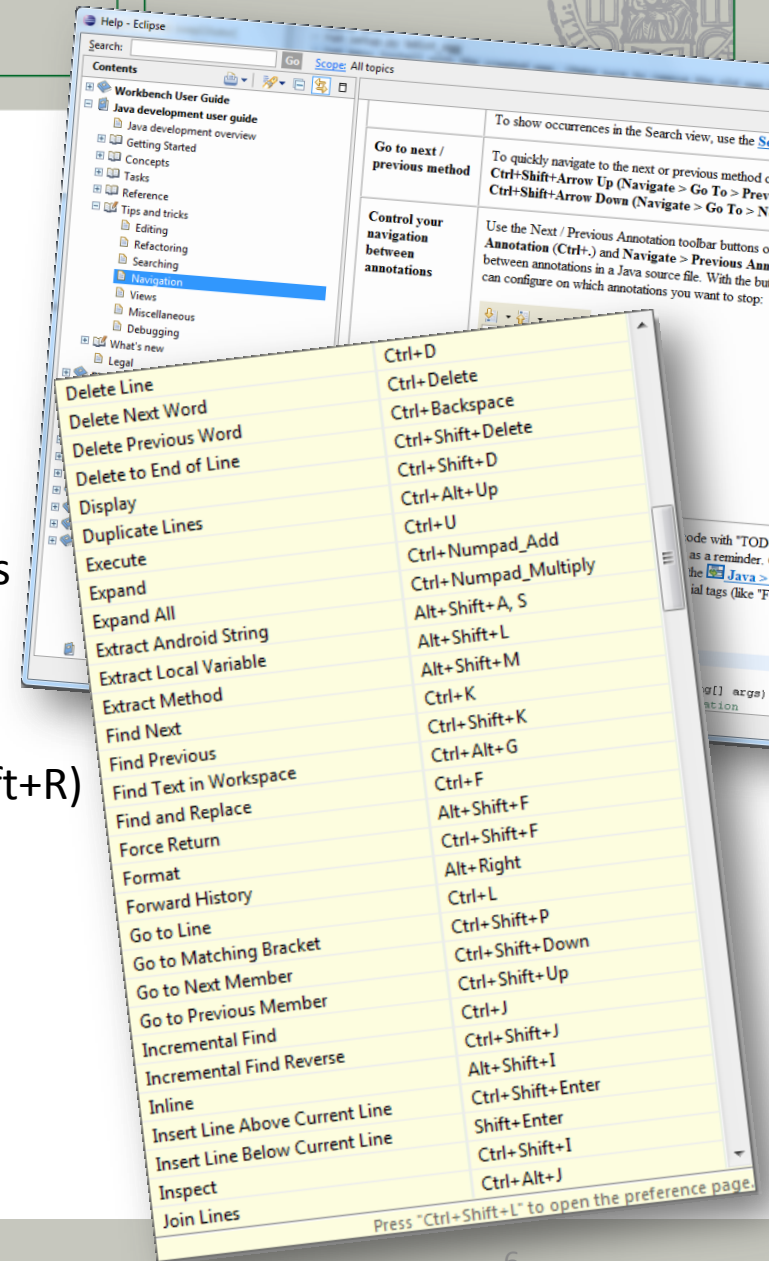 Help - Eclipse
Search:
Go
Scope: All topics
Contents
Workbench User Guide
Java development user guide
Java development overview
Getting Started
Concepts
Tasks
Reference
Tips and tricks
Editing
Refactoring
Searching
Navigation
Views
Miscellaneous
Debugging
What's new
Legal
To show occurrences in the Search view, use the
Go to next /
previous method
To quickly navigate to the next or previous method
Ctrl+Shift+Arrow Up (Navigate > Go To >
Ctrl+Shift+Arrow Down (Navigate > Go To >
Control your
navigation
between
annotations
Use the Next / Previous Annotation toolbar buttons
Annotation (Ctrl+.) and Navigate > Previous
between annotations in a Java source file. With the
can configure on which annotations you want to stop:
with "TOD
as a reminder.
Java >
tags (like "F
args)
s
ft+R)
Delete Line Ctrl+D
Delete Next Word Ctrl+Delete
Delete Previous Word Ctrl+Backspace
Delete to End of Line Ctrl+Shift+Delete
Display Ctrl+Shift+D
Duplicate Lines Ctrl+Alt+Up
Execute Ctrl+U
Expand Ctrl+Numpad_Add
Expand All Ctrl+Numpad_Multiply
Extract Android String Alt+Shift+A, S
Extract Local Variable Alt+Shift+L
Extract Method Alt+Shift+M
Find Next Ctrl+K
Find Previous Ctrl+Shift+K
Find Text in Workspace Ctrl+Alt+G
Find and Replace Ctrl+F
Force Return Alt+Shift+F
Format Ctrl+Shift+F
Forward History Alt+Right
Go to Line Ctrl+L
Go to Matching Bracket Ctrl+Shift+P
Go to Next Member Ctrl+Shift+Down
Go to Previous Member Ctrl+Shift+Up
Incremental Find Ctrl+J
Incremental Find Reverse Ctrl+Shift+J
Inline Alt+Shift+I
Insert Line Above Current Line Ctrl+Shift+Enter
Insert Line Below Current Line Shift+Enter
Inspect Ctrl+Shift+I
Join Lines Ctrl+Alt+J
Press "Ctrl+Shift+L" to open the preference page.